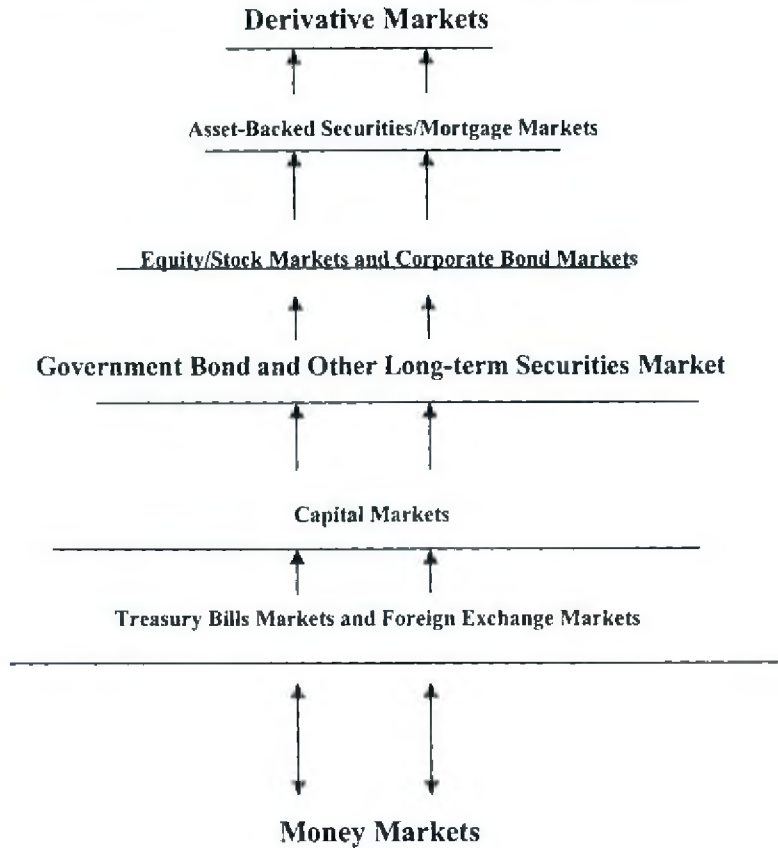 Derivative Markets
Asset-Backed Securities/Mortgage Markets
Equity/Stock Markets and Corporate Bond Markets
Government Bond and Other Long-term Securities Market
Capital Markets
Treasury Bills Markets and Foreign Exchange Markets
Money Markets